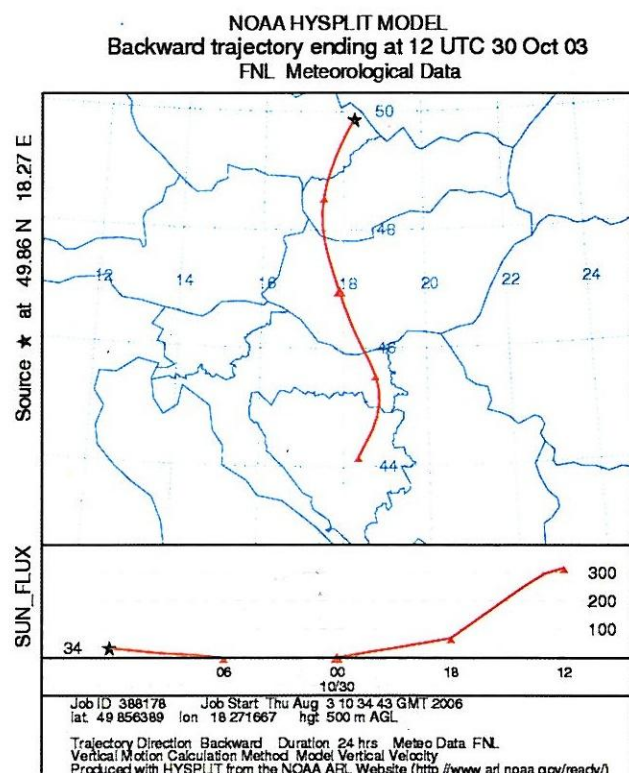 NOAA HYSPLIT MODEL
Backward trajectory ending at 12 UTC 30 Oct 03
FNL Meteorological Data
Source ★ at 49.86 N 18.27 E
50
48
12 14 16 18 20 22 24
46
44
SUN_FLUX
300
200
100
34
06 00 18 12
10/30
Job ID 388178 Job Start Thu Aug 3 10 34 43 GMT 2006
lat. 49 856389 lon 18 271667 hgt 500 m AGL
Trajectory Direction Backward Duration 24 hrs Meteo Data FNL
Vertical Motion Calculation Method Model Vertical Velocity
Produced with HYSPLIT from the NOAA ARL Website (http //www arl noaa gov/ready/)